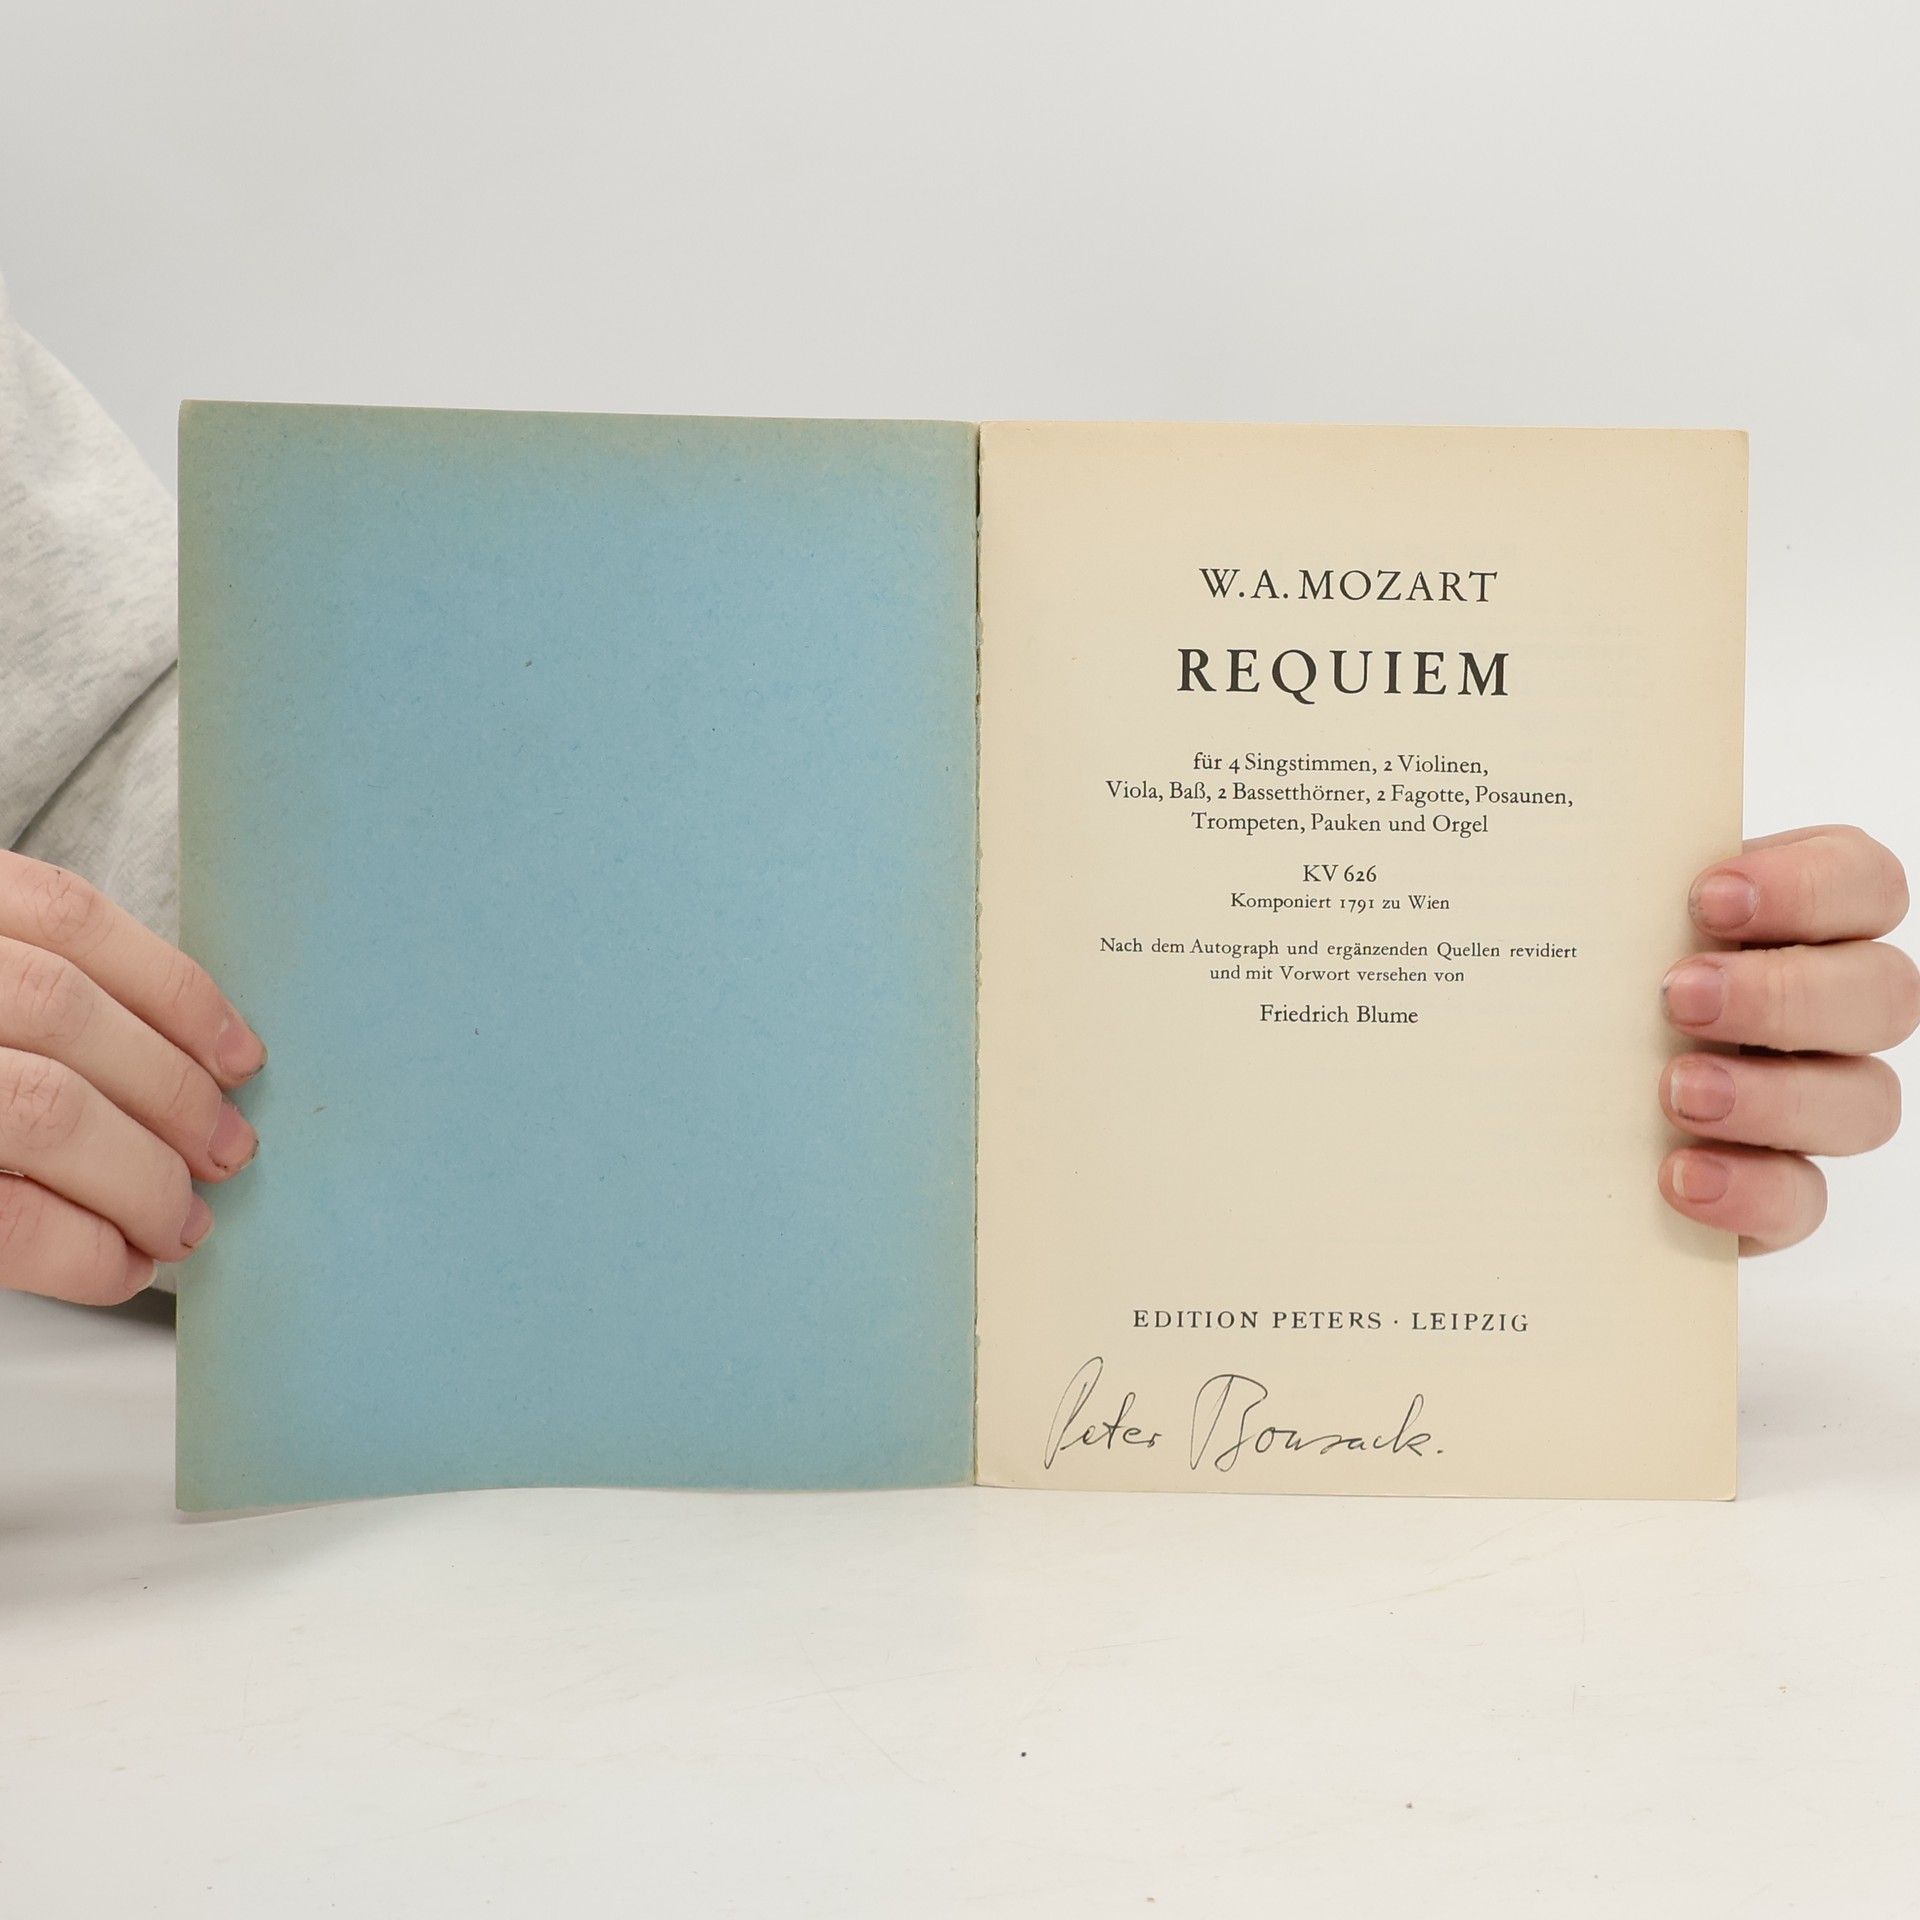 W. A. MOZART
REQUIEM
für 4 Singstimmen, 2 Violinen,
Viola, Baß, 2 Bassetthörner, 2 Fagotte, Posaunen,
Trompeten, Pauken und Orgel
KV 626
Komponiert 1791 zu Wien
Nach dem Autograph und ergänzenden Quellen revidiert
und mit Vorwort versehen von
Friedrich Blume
EDITION PETERS · LEIPZIG
Peter Bonsack.